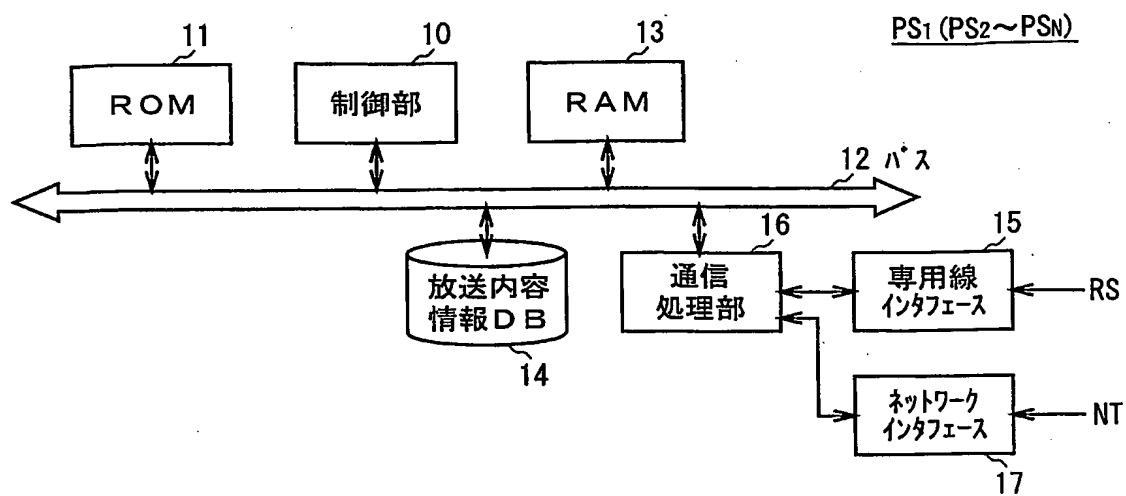 PS1 (PS2～PSN)
11
10
13
ROM
制御部
RAM
12 バス
16
15
通信
処理部
専用線
インタフェース
RS
放送内容
情報DB
14
ネットワーク
インタフェース
NT
17